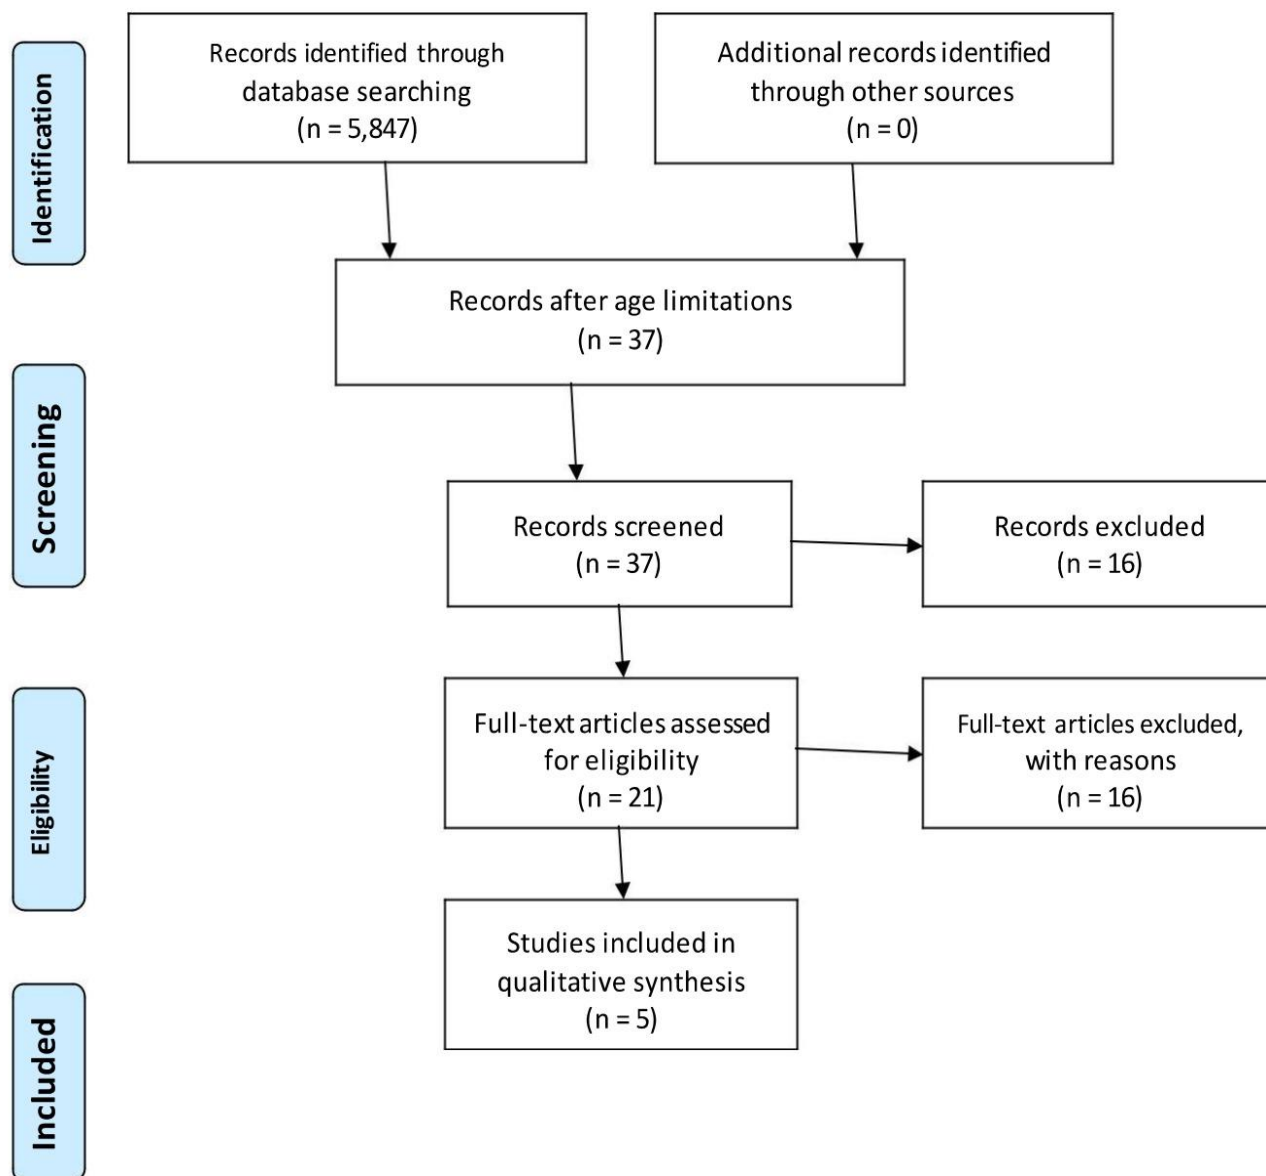 Identification
Records identified through
database searching
(n = 5,847)
Additional records identified
through other sources
(n = 0)
Records after age limitations
(n = 37)
Screening
Records screened
(n = 37)
Records excluded
(n = 16)
Eligibility
Full-text articles assessed
for eligibility
(n = 21)
Full-text articles excluded,
with reasons
(n = 16)
Included
Studies included in
qualitative synthesis
(n = 5)